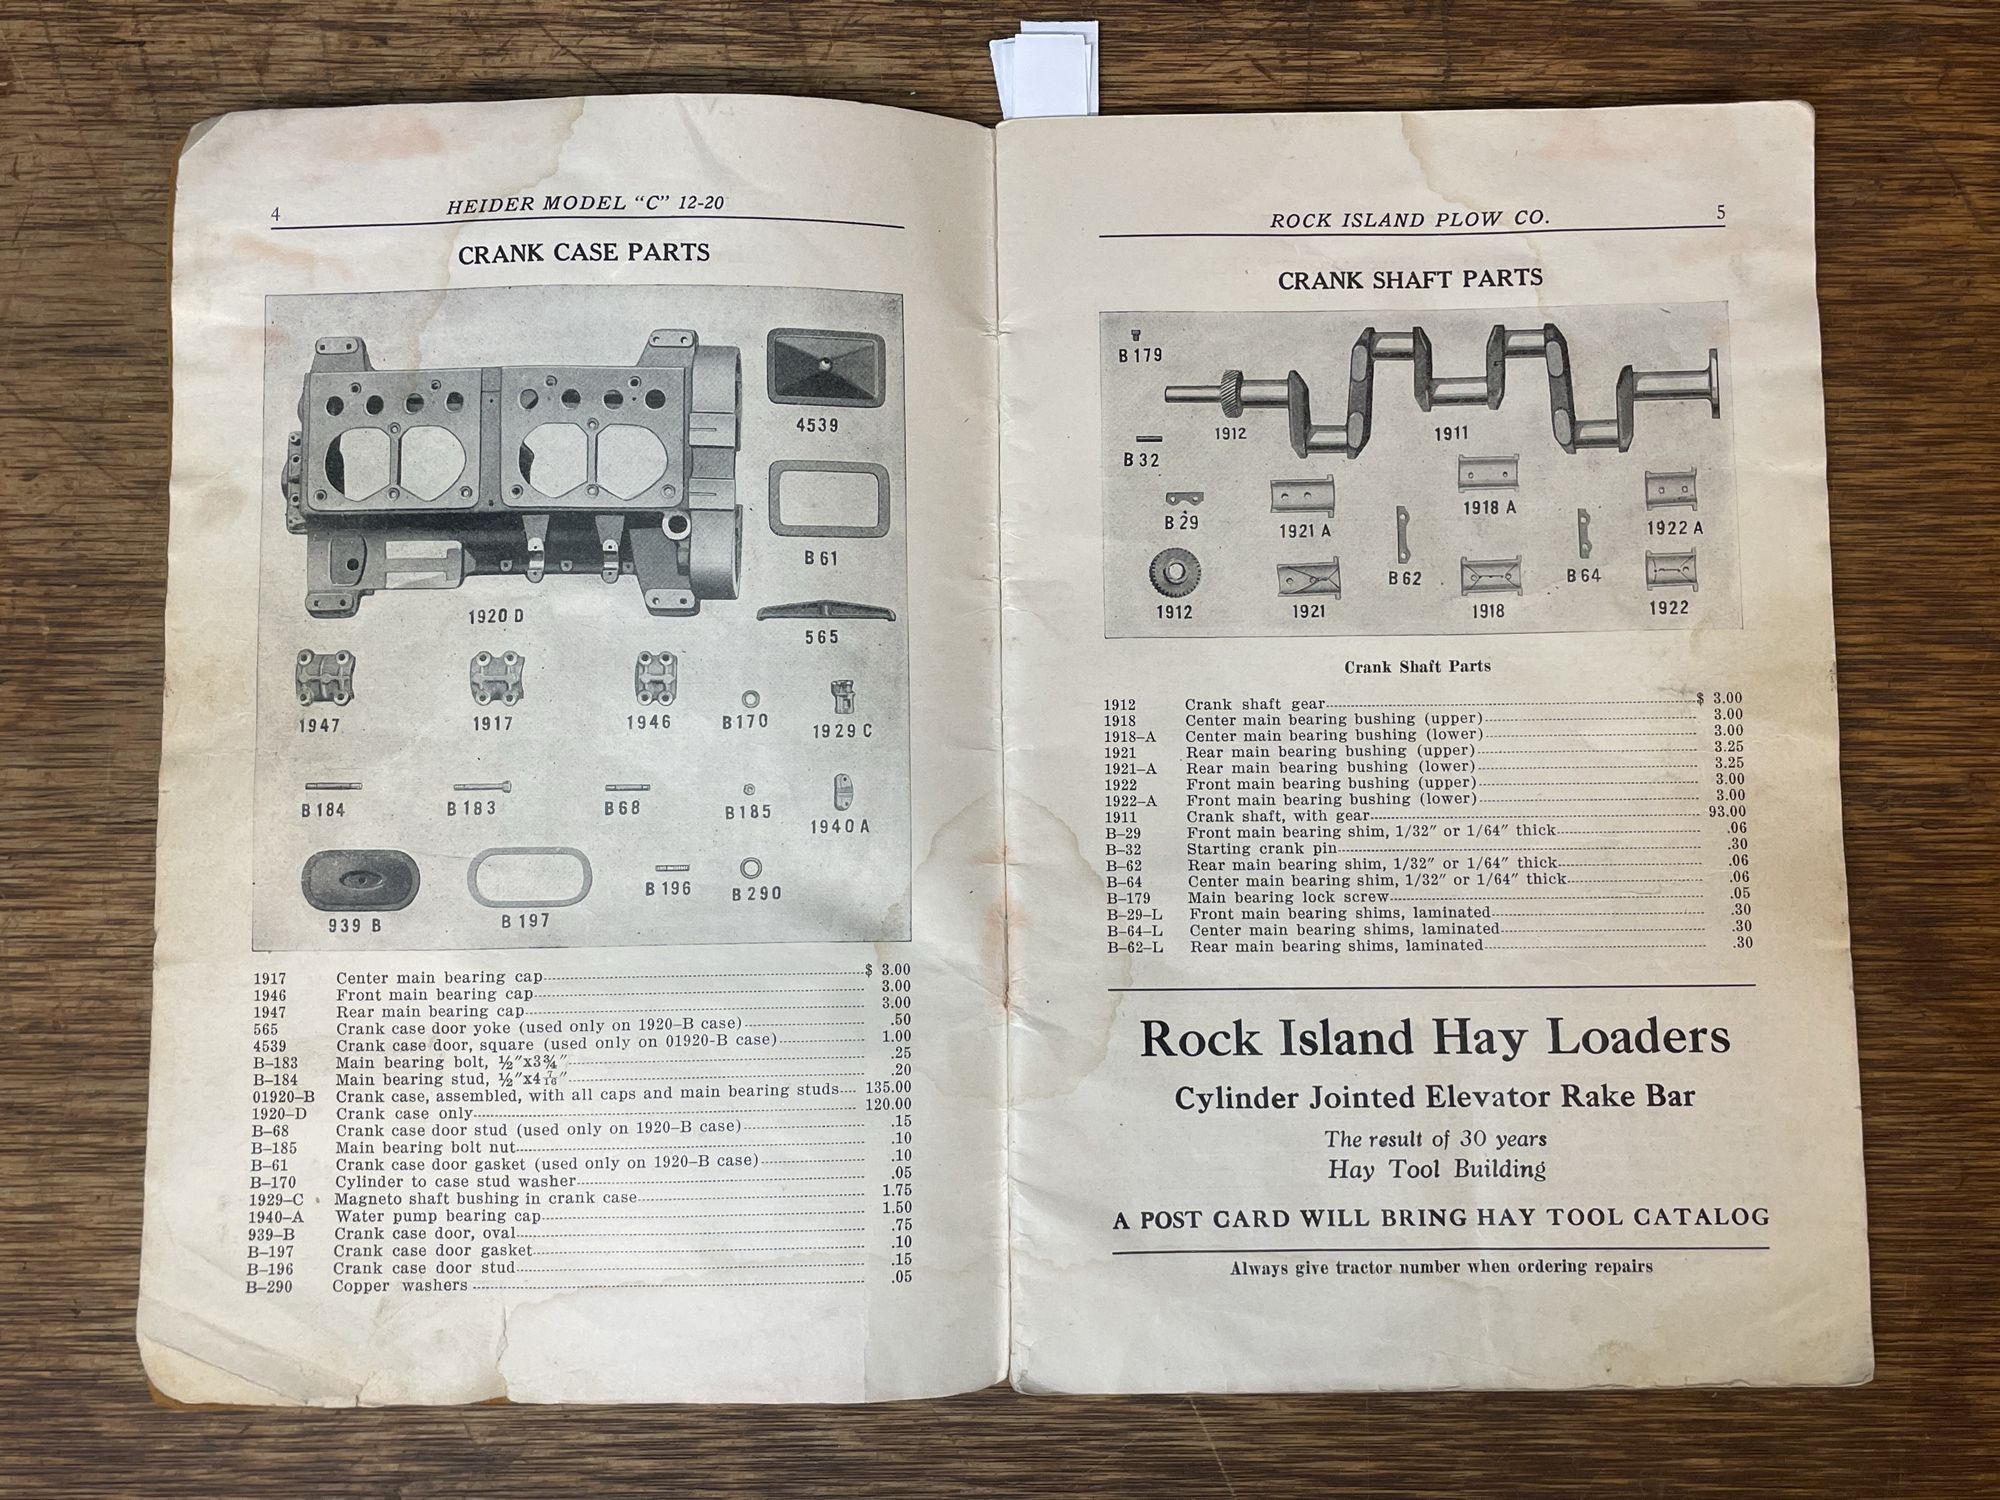 4
HEIDER MODEL "C" 12-20
CRANK CASE PARTS
4539
B 61
1920 D
565
1947
1917
1946
B170
1929 C
B 184
B 183
B 68
B 185
1940 A
939 B
B 197
B 196
B 290
1917 Center main bearing cap $ 3.00
1946 Front main bearing cap 3.00
1947 Rear main bearing cap 3.00
565 Crank case door yoke (used only on 1920-B case) .50
4539 Crank case door, square (used only on 01920-B case) 1.00
B-183 Main bearing bolt, ½"x3¾" .25
B-184 Main bearing stud, ½"x4 7/16" .20
01920-B Crank case, assembled, with all caps and main bearing studs 135.00
1920-D Crank case only 120.00
B-68 Crank case door stud (used only on 1920-B case) .15
B-185 Main bearing bolt nut .10
B-61 Crank case door gasket (used only on 1920-B case) .10
B-170 Cylinder to case stud washer .05
1929-C Magneto shaft bushing in crank case 1.75
1940-A Water pump bearing cap 1.50
939-B Crank case door, oval .75
B-197 Crank case door gasket .10
B-196 Crank case door stud .15
B-290 Copper washers .05
ROCK ISLAND PLOW CO.
5
CRANK SHAFT PARTS
B 179
1912
1911
B 32
B 29
1921 A
1918 A
1922 A
1912
1921
B 62
1918
B 64
1922
Crank Shaft Parts
1912 Crank shaft gear $ 3.00
1918 Center main bearing bushing (upper) 3.00
1918-A Center main bearing bushing (lower) 3.00
1921 Rear main bearing bushing (upper) 3.25
1921-A Rear main bearing bushing (lower) 3.25
1922 Front main bearing bushing (upper) 3.00
1922-A Front main bearing bushing (lower) 3.00
1911 Crank shaft, with gear 93.00
B-29 Front main bearing shim, 1/32" or 1/64" thick .06
B-32 Starting crank pin .30
B-62 Rear main bearing shim, 1/32" or 1/64" thick .06
B-64 Center main bearing shim, 1/32" or 1/64" thick .06
B-179 Main bearing lock screw .05
B-29-L Front main bearing shims, laminated .30
B-64-L Center main bearing shims, laminated .30
B-62-L Rear main bearing shims, laminated .30
Rock Island Hay Loaders
Cylinder Jointed Elevator Rake Bar
The result of 30 years
Hay Tool Building
A POST CARD WILL BRING HAY TOOL CATALOG
Always give tractor number when ordering repairs